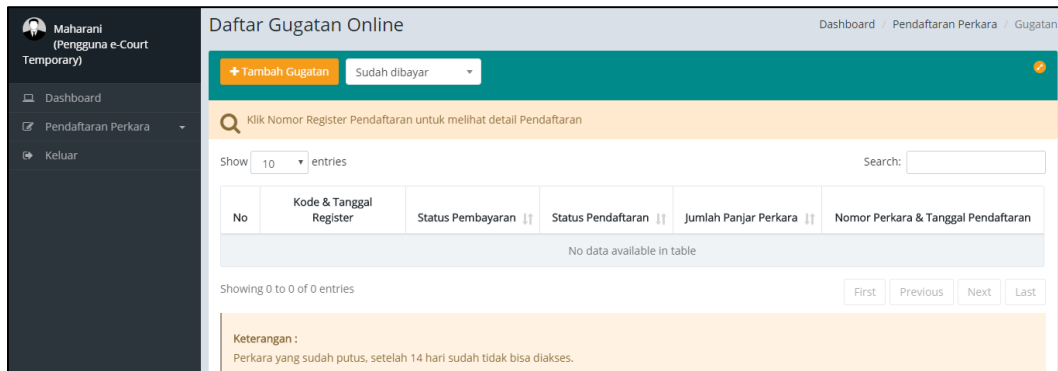 Maharani
(Pengguna e-Court
Temporary)
Dashboard
Pendaftaran Perkara
Keluar
Daftar Gugatan Online
Dashboard / Pendaftaran Perkara / Gugatan
+ Tambah Gugatan Sudah dibayar
Klik Nomor Register Pendaftaran untuk melihat detail Pendaftaran
Show 10 entries Search:
No Kode & Tanggal Register Status Pembayaran Status Pendaftaran Jumlah Panjar Perkara Nomor Perkara & Tanggal Pendaftaran
No data available in table
Showing 0 to 0 of 0 entries First Previous Next Last
Keterangan :
Perkara yang sudah putus, setelah 14 hari sudah tidak bisa diakses.